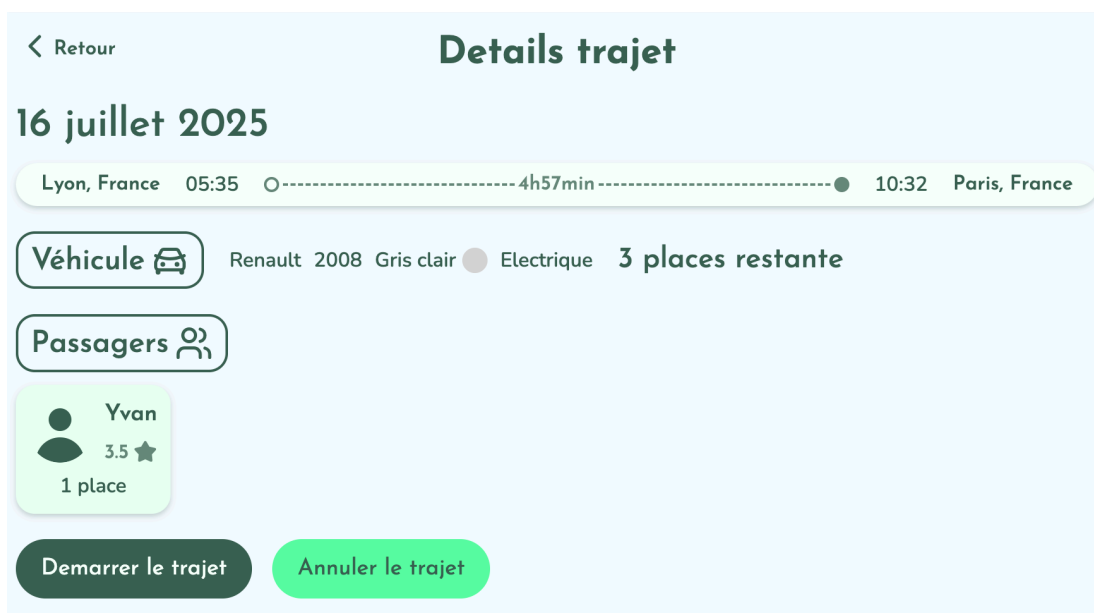 Retour
Details trajet
16 juillet 2025
Lyon, France 05:35 4h57min 10:32 Paris, France
Véhicule Renault 2008 Gris clair Electrique 3 places restante
Passagers
Yvan
3.5
1 place
Demarrer le trajet Annuler le trajet